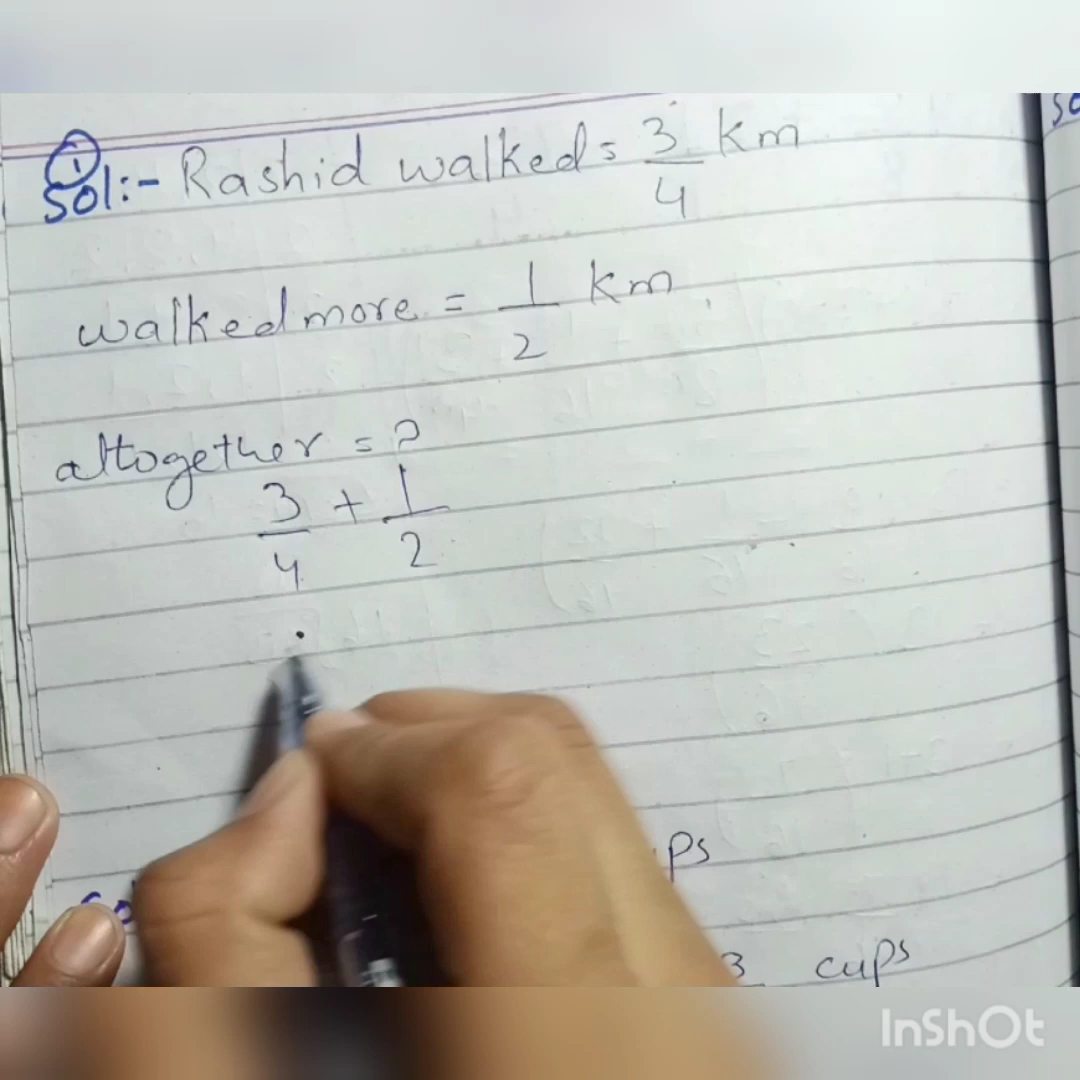 ①
Sol:- Rashid walked = 3/4 km
walked more = 1/2 km
altogether = ?
3/4 + 1/2
3 cups
InShOt